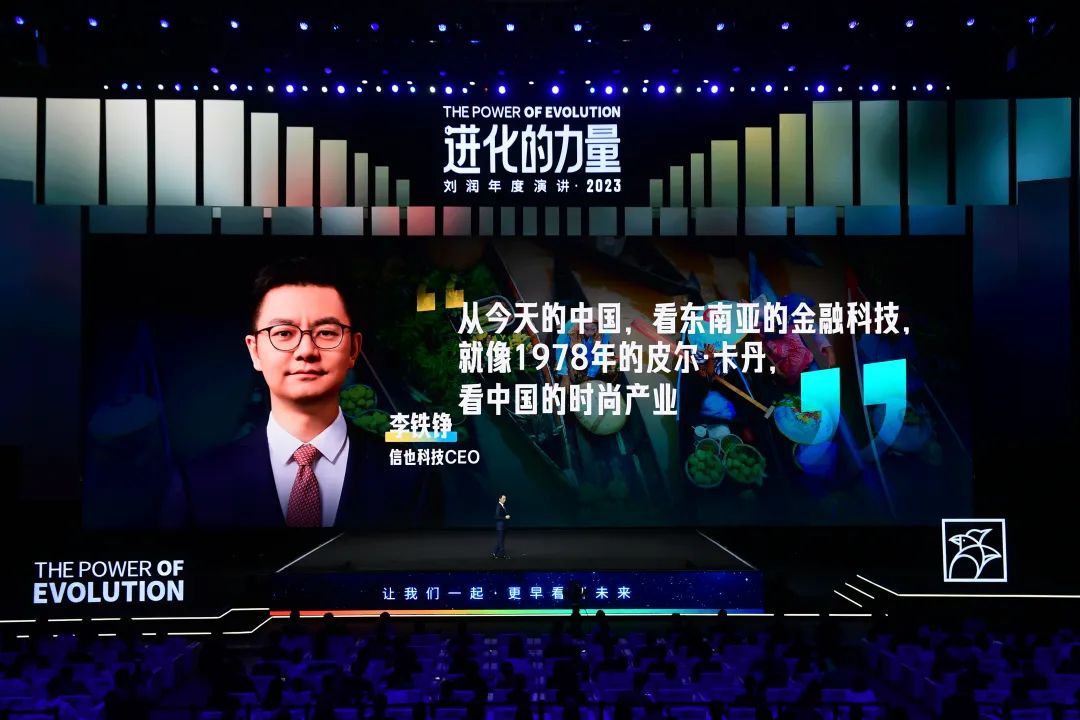 THE POWER OF EVOLUTION
进化的力量
刘润年度演讲·2023
从今天的中国，看东南亚的金融科技，
就像1978年的皮尔·卡丹，
看中国的时尚产业
李铁铮
信也科技CEO
THE POWER OF
EVOLUTION
让我们一起·更早看 未来